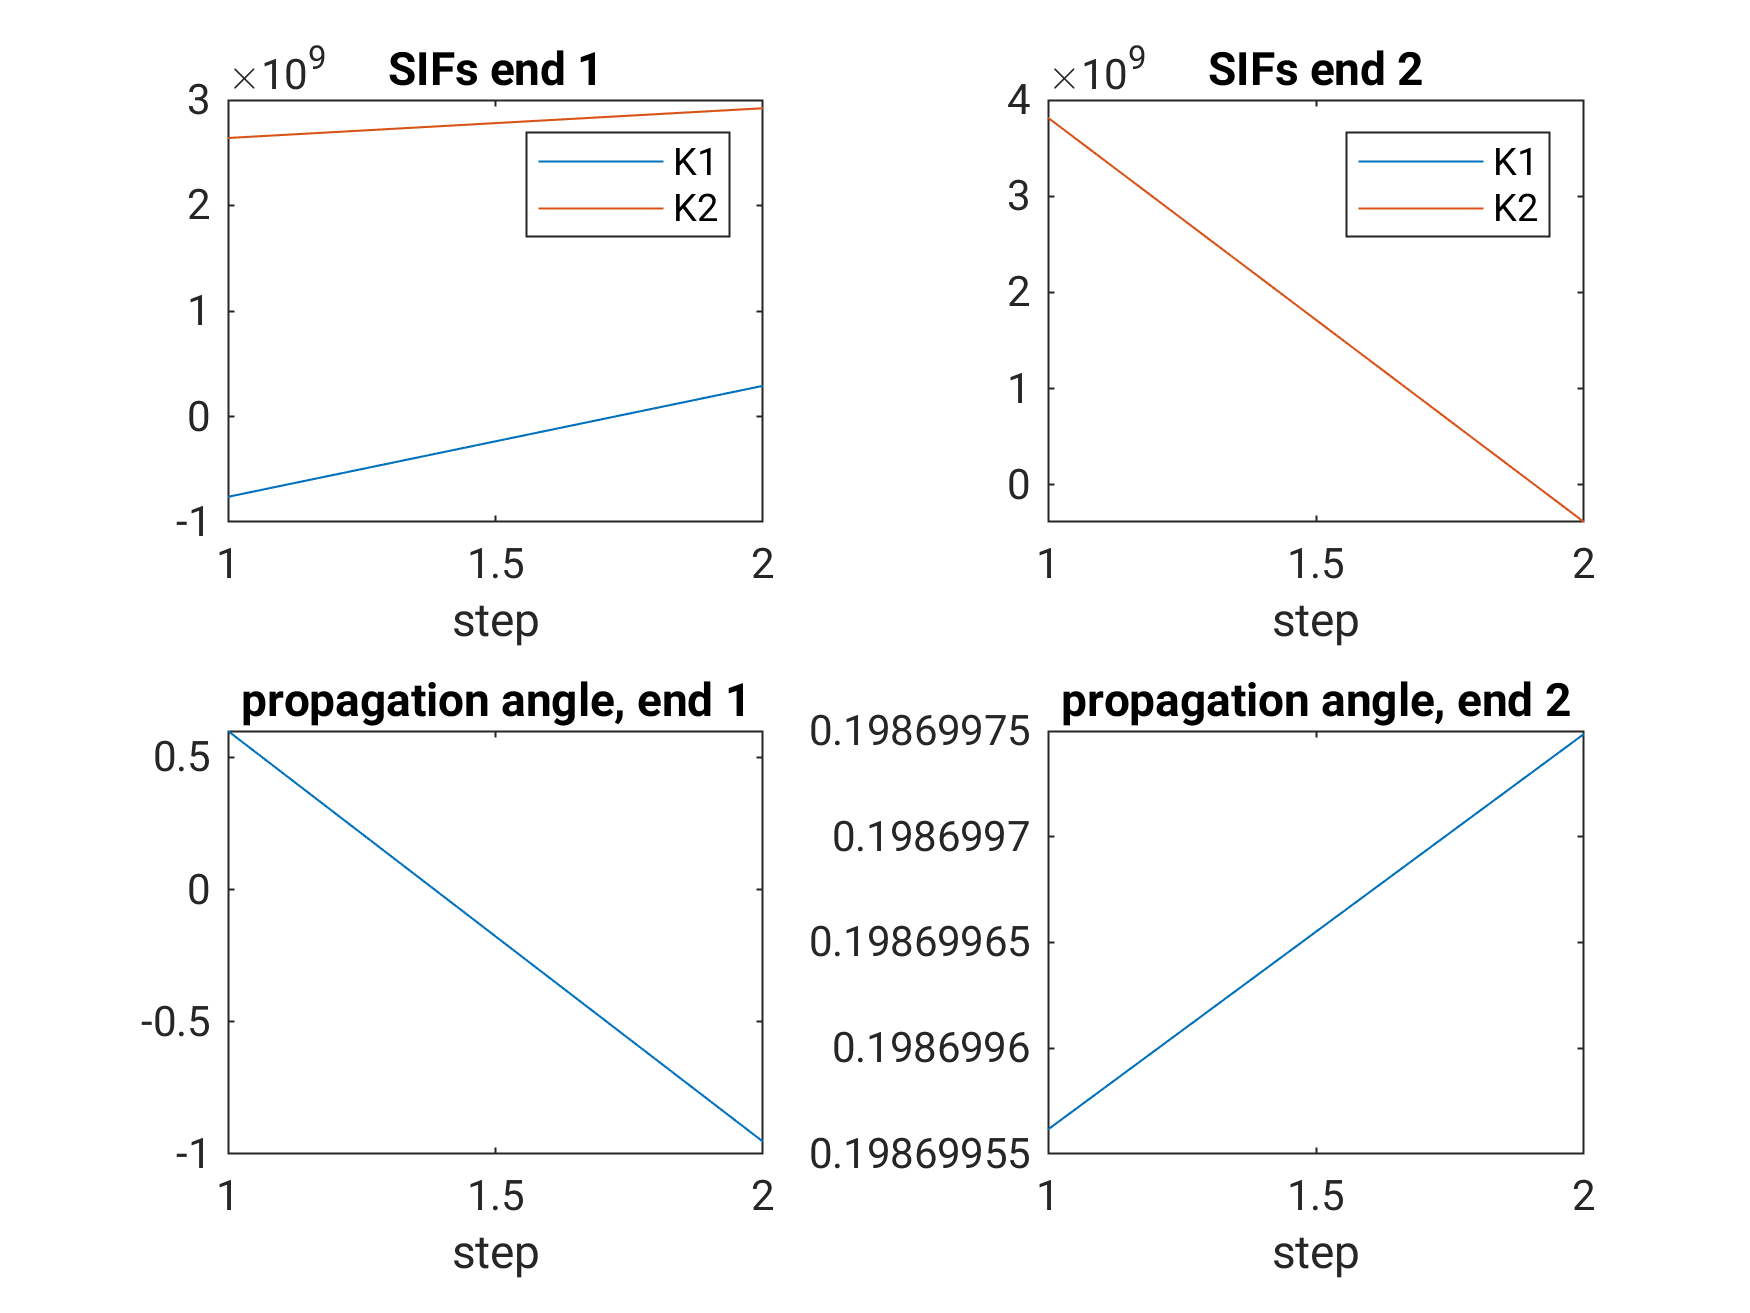 SIFs end 1
×10^9
3
2
1
0
-1
K1
K2
1 1.5 2
step
SIFs end 2
×10^9
4
3
2
1
0
K1
K2
1 1.5 2
step
propagation angle, end 1
0.5
0
-0.5
-1
1 1.5 2
step
propagation angle, end 2
0.19869975
0.1986997
0.19869965
0.1986996
0.19869955
1 1.5 2
step